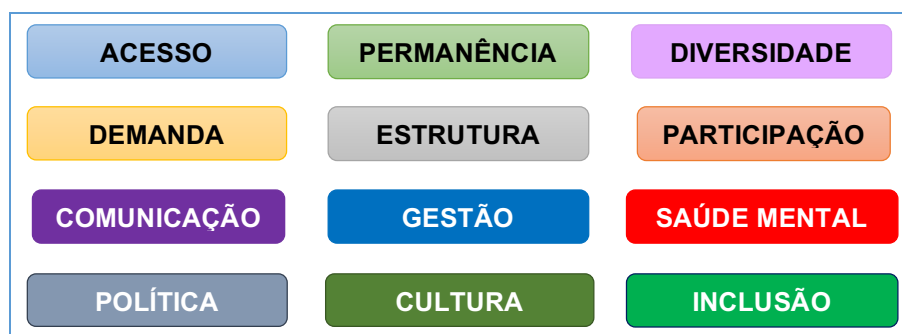 ACESSO PERMANÊNCIA DIVERSIDADE
DEMANDA ESTRUTURA PARTICIPAÇÃO
COMUNICAÇÃO GESTÃO SAÚDE MENTAL
POLÍTICA CULTURA INCLUSÃO